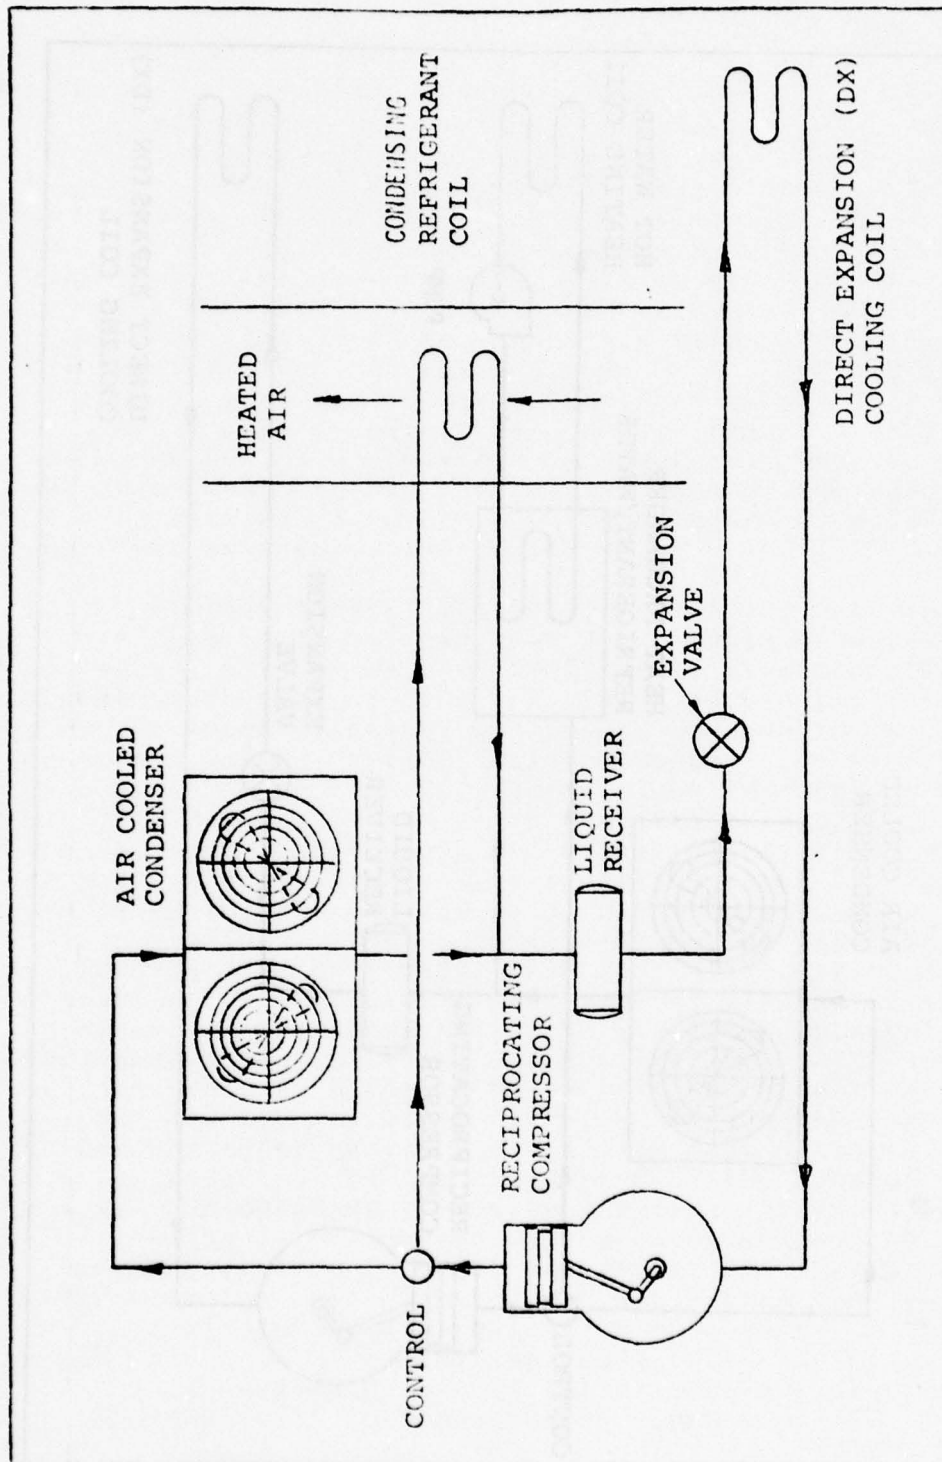 AIR COOLED
CONDENSER
HEATED
AIR
CONDENSING
REFRIGERANT
COIL
CONTROL
RECIPROCATING
COMPRESSOR
LIQUID
RECEIVER
EXPANSION
VALVE
DIRECT EXPANSION (DX)
COOLING COIL